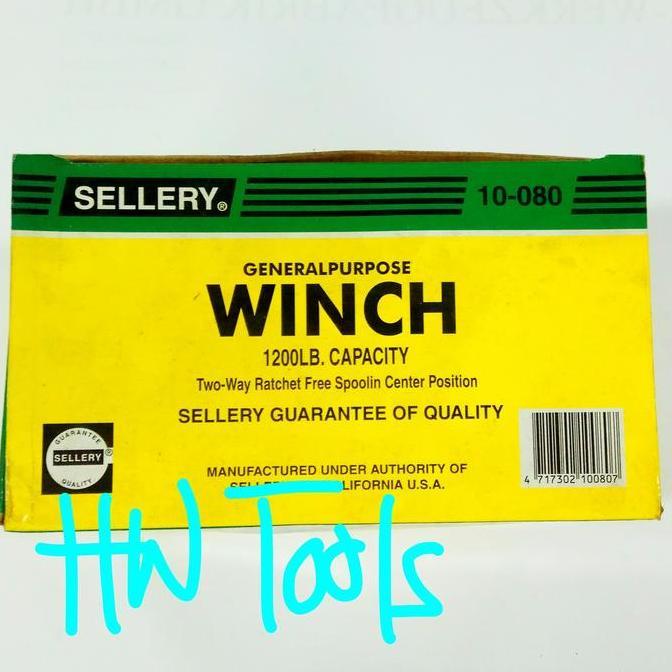 SELLERY®
10-080
GENERALPURPOSE
WINCH
1200LB. CAPACITY
Two-Way Ratchet Free Spoolin Center Position
SELLERY GUARANTEE OF QUALITY
GUARANTEE
SELLERY®
QUALITY
MANUFACTURED UNDER AUTHORITY OF
U.S.A.
4 717302 100807
HW Tools